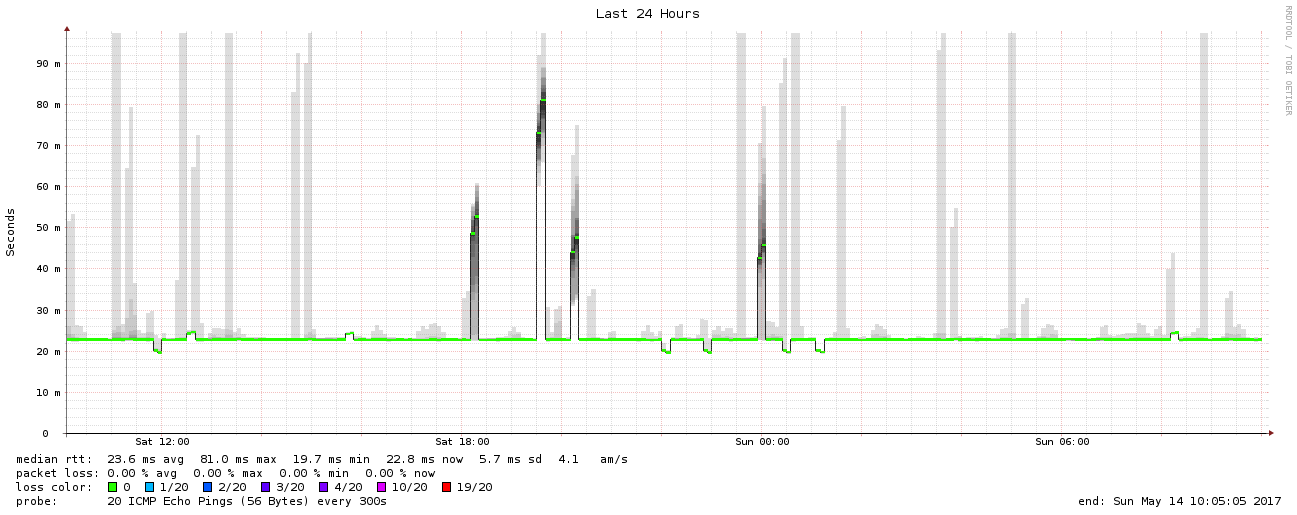 Last 24 Hours
RRDTOOL / TOBI OETIKER
Seconds
90 m
80 m
70 m
60 m
50 m
40 m
30 m
20 m
10 m
0
Sat 12:00 Sat 18:00 Sun 00:00 Sun 06:00
median rtt: 23.6 ms avg 81.0 ms max 19.7 ms min 22.8 ms now 5.7 ms sd 4.1 am/s
packet loss: 0.00 % avg 0.00 % max 0.00 % min 0.00 % now
loss color: 0 1/20 2/20 3/20 4/20 10/20 19/20
probe: 20 ICMP Echo Pings (56 Bytes) every 300s end: Sun May 14 10:05:05 2017